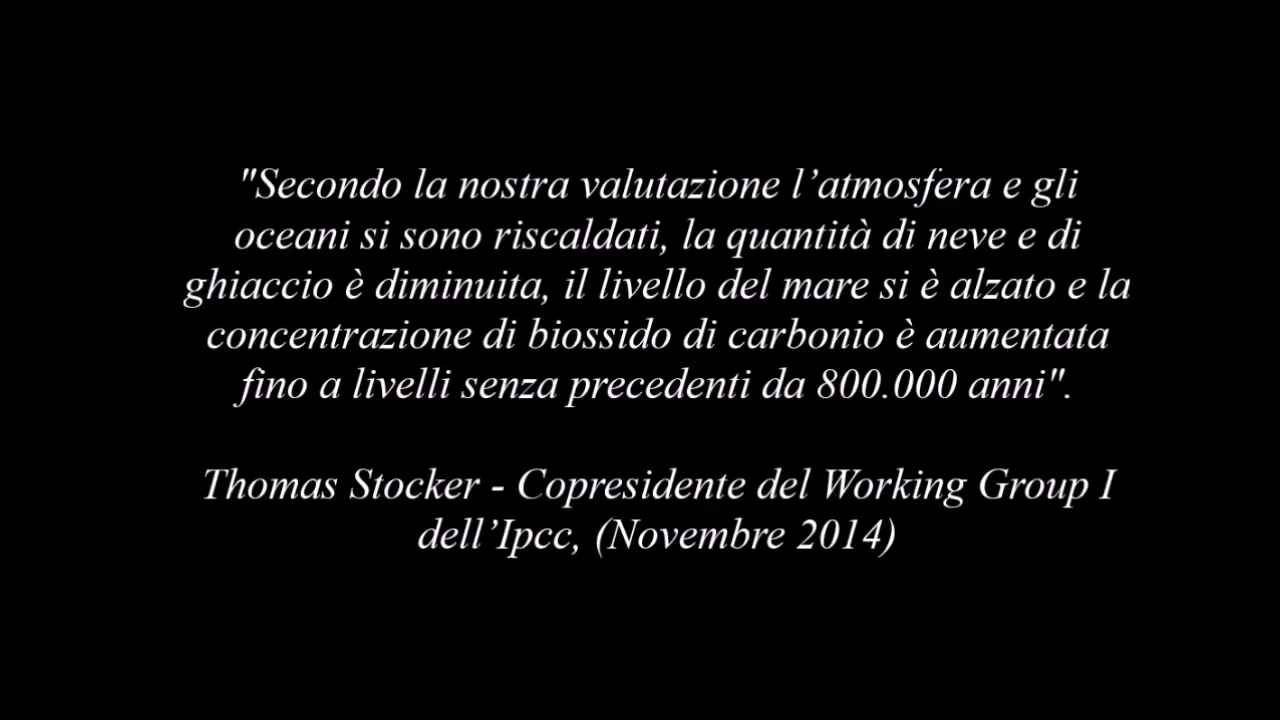 "Secondo la nostra valutazione l’atmosfera e gli
oceani si sono riscaldati, la quantità di neve e di
ghiaccio è diminuita, il livello del mare si è alzato e la
concentrazione di biossido di carbonio è aumentata
fino a livelli senza precedenti da 800.000 anni".
Thomas Stocker - Copresidente del Working Group I
dell’Ipcc, (Novembre 2014)